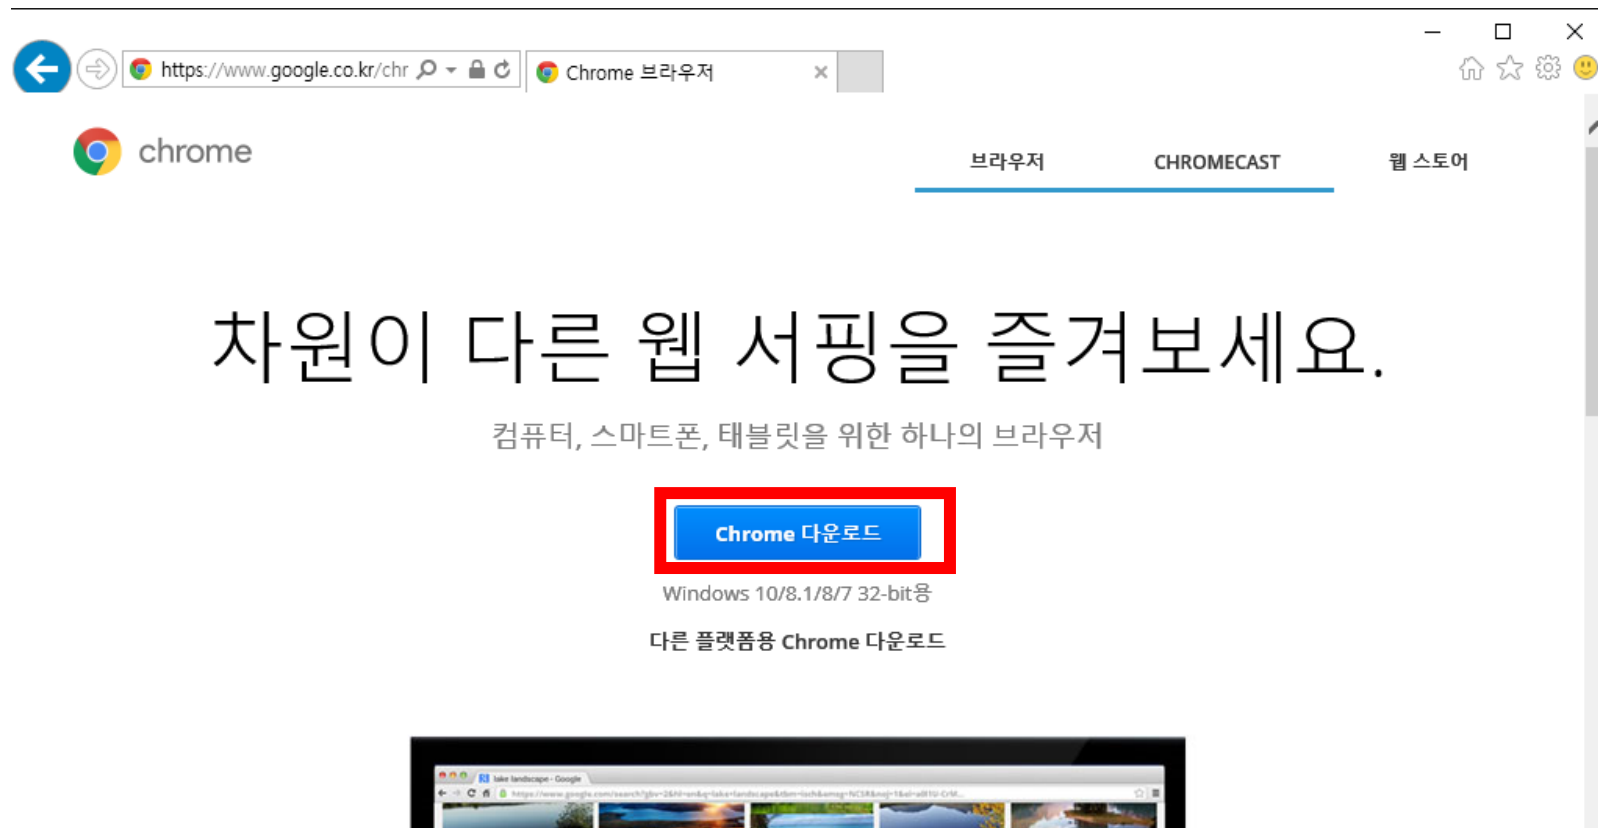 https://www.google.co.kr/chr
Chrome 브라우저
chrome
브라우저 CHROMECAST 웹 스토어
차원이 다른 웹 서핑을 즐겨보세요.
컴퓨터, 스마트폰, 태블릿을 위한 하나의 브라우저
Chrome 다운로드
Windows 10/8.1/8/7 32-bit용
다른 플랫폼용 Chrome 다운로드
lake landscape - Google